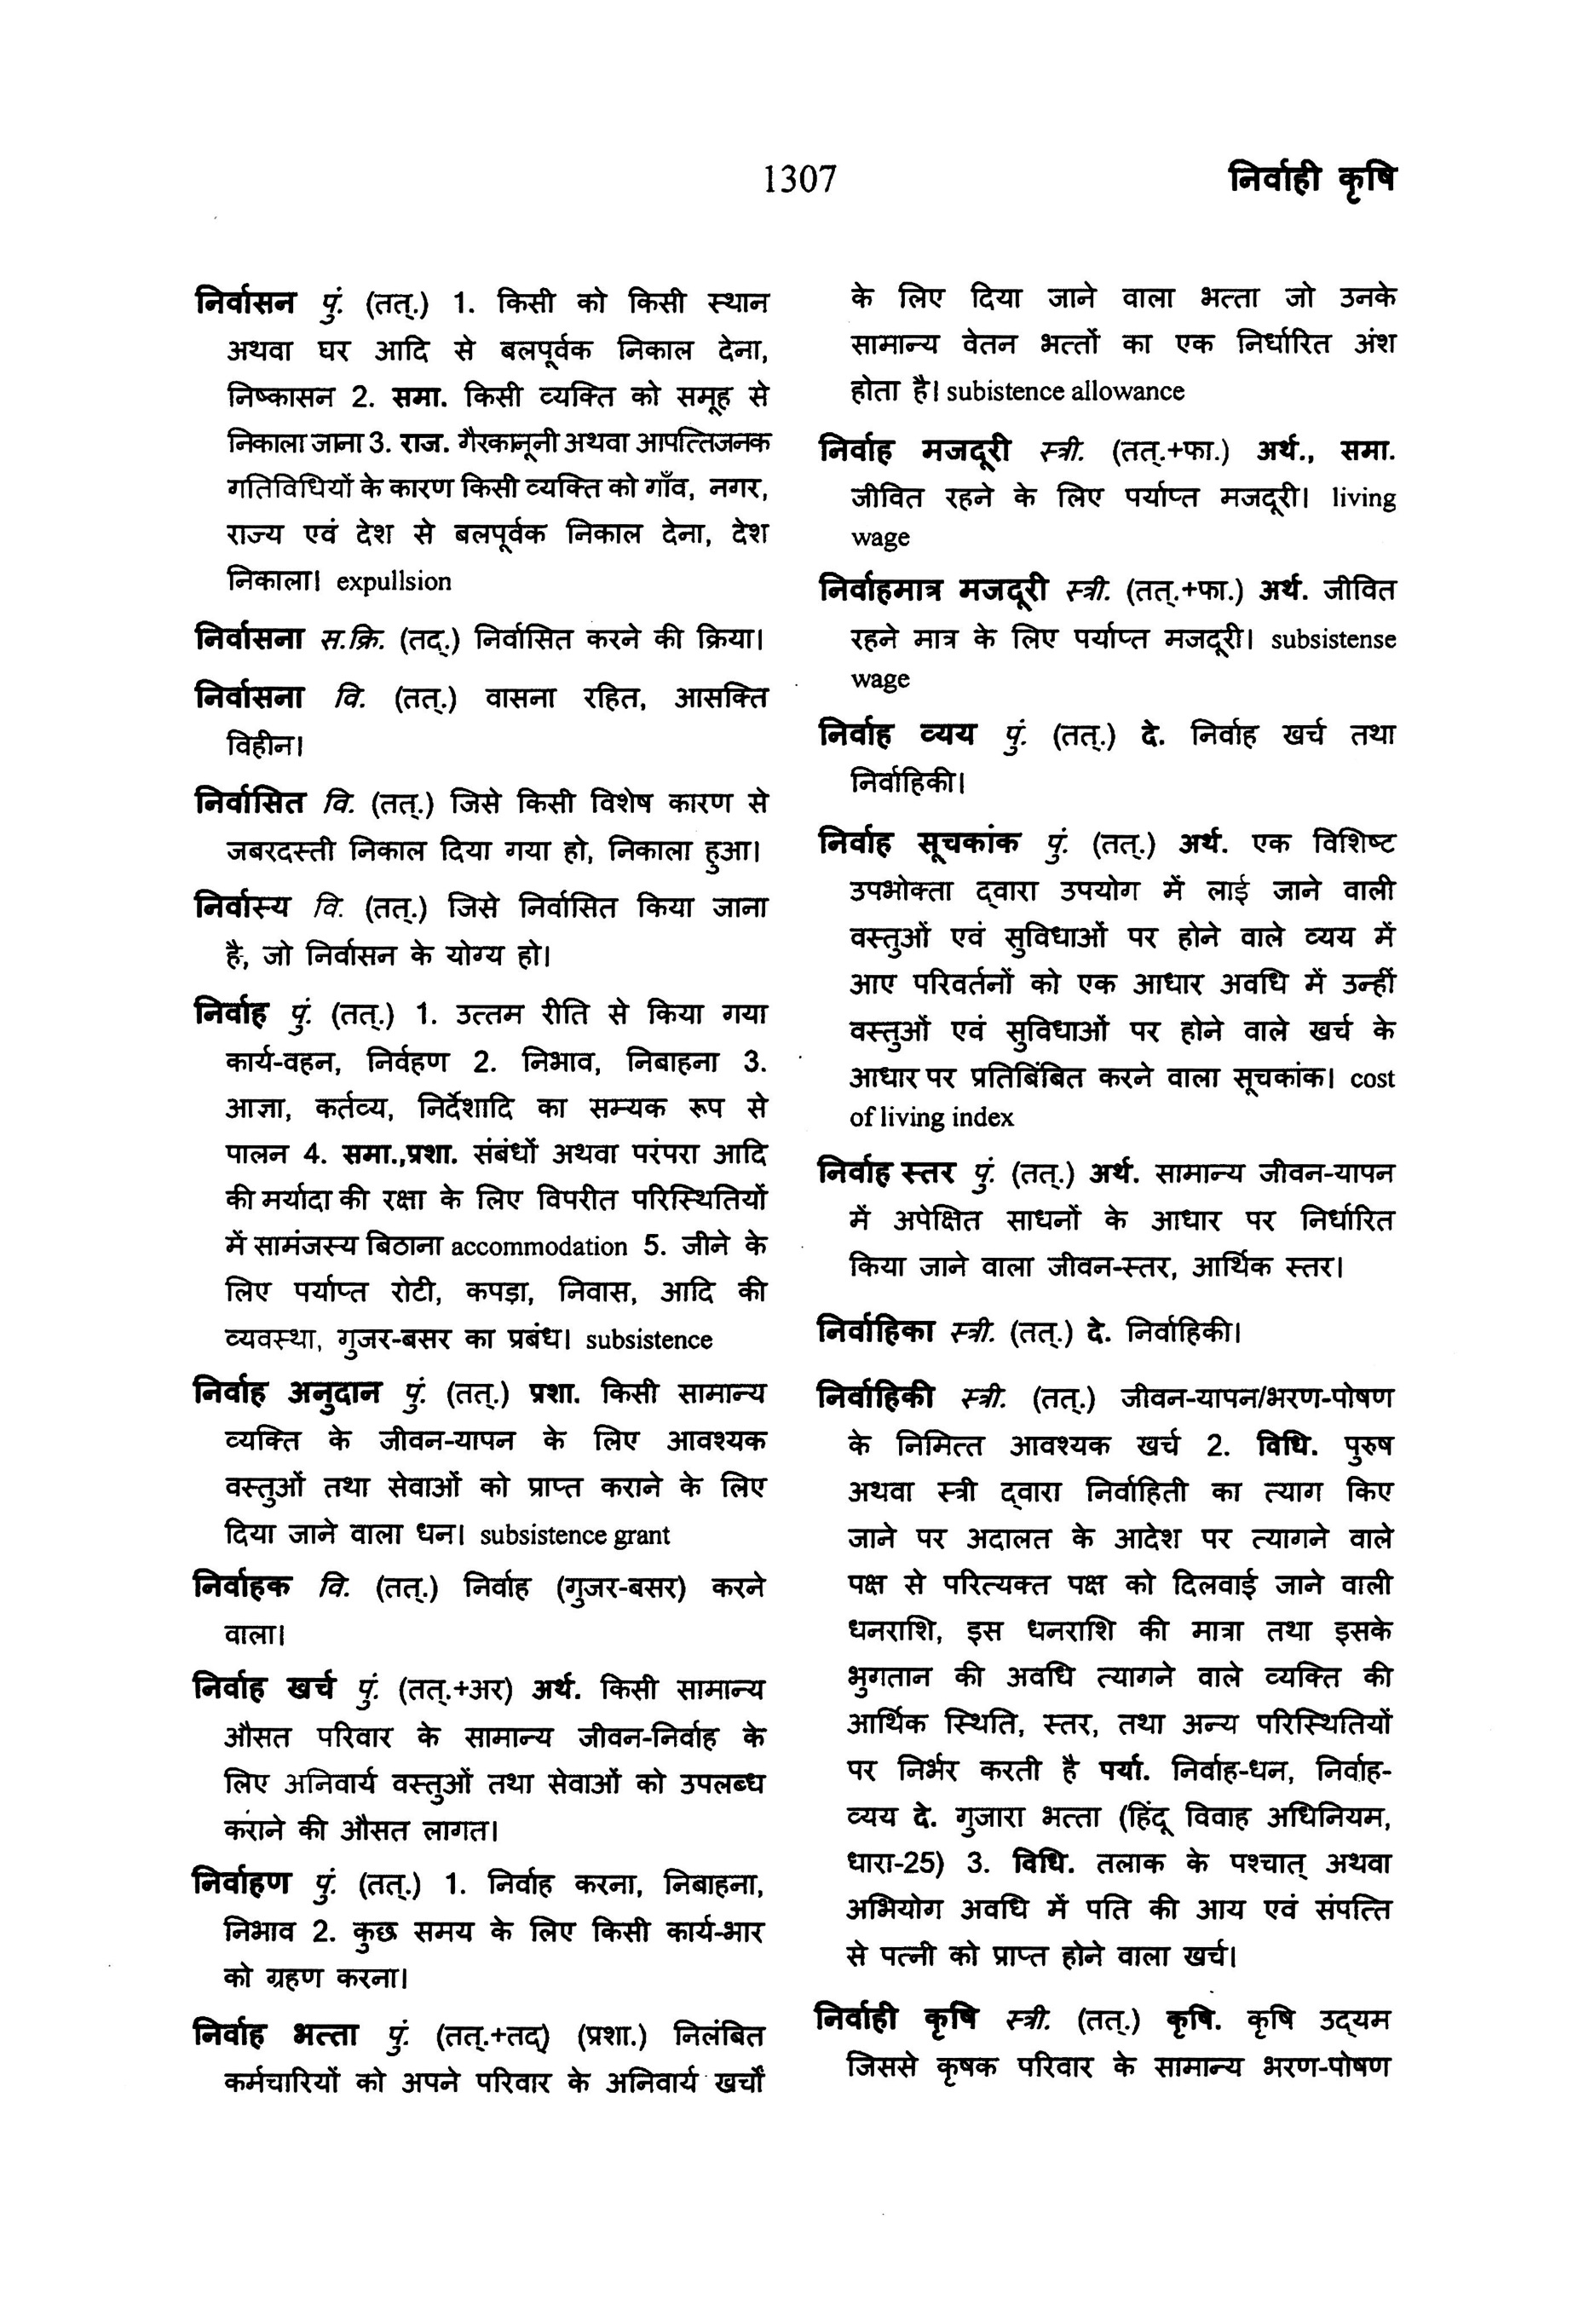 1307
निर्वाही कृषि
निर्वासन पुं. (तत्.) 1. किसी को किसी स्थान
अथवा घर आदि से बलपूर्वक निकाल देना,
निष्कासन 2. समा. किसी व्यक्ति को समूह से
निकाला जाना 3. राज. गैरकानूनी अथवा आपत्तिजनक
गतिविधियों के कारण किसी व्यक्ति को गाँव, नगर,
राज्य एवं देश से बलपूर्वक निकाल देना, देश
निकाला। expullsion
निर्वासना स.क्रि. (तद्.) निर्वासित करने की क्रिया।
निर्वासना वि. (तत्.) वासना रहित, आसक्ति
विहीन।
निर्वासित वि. (तत्.) जिसे किसी विशेष कारण से
जबरदस्ती निकाल दिया गया हो, निकाला हुआ।
निर्वास्य वि. (तत्.) जिसे निर्वासित किया जाना
है, जो निर्वासन के योग्य हो।
निर्वाह पुं. (तत्.) 1. उत्तम रीति से किया गया
कार्य-वहन, निर्वहण 2. निभाव, निबाहना 3.
आज्ञा, कर्तव्य, निर्देशादि का सम्यक रूप से
पालन 4. समा.,प्रशा. संबंधों अथवा परंपरा आदि
की मर्यादा की रक्षा के लिए विपरीत परिस्थितियों
में सामंजस्य बिठाना accommodation 5. जीने के
लिए पर्याप्त रोटी, कपड़ा, निवास, आदि की
व्यवस्था, गुजर-बसर का प्रबंध। subsistence
निर्वाह अनुदान पुं. (तत्.) प्रशा. किसी सामान्य
व्यक्ति के जीवन-यापन के लिए आवश्यक
वस्तुओं तथा सेवाओं को प्राप्त कराने के लिए
दिया जाने वाला धन। subsistence grant
निर्वाहक वि. (तत्.) निर्वाह (गुजर-बसर) करने
वाला।
निर्वाह खर्च पुं. (तत्.+अर) अर्थ. किसी सामान्य
औसत परिवार के सामान्य जीवन-निर्वाह के
लिए अनिवार्य वस्तुओं तथा सेवाओं को उपलब्ध
कराने की औसत लागत।
निर्वाहण पुं. (तत्.) 1. निर्वाह करना, निबाहना,
निभाव 2. कुछ समय के लिए किसी कार्य-भार
को ग्रहण करना।
निर्वाह भत्ता पुं. (तत्.+तद्) (प्रशा.) निलंबित
कर्मचारियों को अपने परिवार के अनिवार्य खर्चों
के लिए दिया जाने वाला भत्ता जो उनके
सामान्य वेतन भत्तों का एक निर्धारित अंश
होता है। subistence allowance
निर्वाह मजदूरी स्त्री. (तत्.+फा.) अर्थ., समा.
जीवित रहने के लिए पर्याप्त मजदूरी। living
wage
निर्वाहमात्र मजदूरी स्त्री. (तत्.+फा.) अर्थ. जीवित
रहने मात्र के लिए पर्याप्त मजदूरी। subsistense
wage
निर्वाह व्यय पुं. (तत्.) दे. निर्वाह खर्च तथा
निर्वाहिकी।
निर्वाह सूचकांक पुं. (तत्.) अर्थ. एक विशिष्ट
उपभोक्ता द्वारा उपयोग में लाई जाने वाली
वस्तुओं एवं सुविधाओं पर होने वाले व्यय में
आए परिवर्तनों को एक आधार अवधि में उन्हीं
वस्तुओं एवं सुविधाओं पर होने वाले खर्च के
आधार पर प्रतिबिंबित करने वाला सूचकांक। cost
of living index
निर्वाह स्तर पुं. (तत्.) अर्थ. सामान्य जीवन-यापन
में अपेक्षित साधनों के आधार पर निर्धारित
किया जाने वाला जीवन-स्तर, आर्थिक स्तर।
निर्वाहिका स्त्री. (तत्.) दे. निर्वाहिकी।
निर्वाहिकी स्त्री. (तत्.) जीवन-यापन/भरण-पोषण
के निमित्त आवश्यक खर्च 2. विधि. पुरुष
अथवा स्त्री द्वारा निर्वाहिती का त्याग किए
जाने पर अदालत के आदेश पर त्यागने वाले
पक्ष से परित्यक्त पक्ष को दिलवाई जाने वाली
धनराशि, इस धनराशि की मात्रा तथा इसके
भुगतान की अवधि त्यागने वाले व्यक्ति की
आर्थिक स्थिति, स्तर, तथा अन्य परिस्थितियों
पर निर्भर करती है पर्या. निर्वाह-धन, निर्वाह-
व्यय दे. गुजारा भत्ता (हिंदू विवाह अधिनियम,
धारा-25) 3. विधि. तलाक के पश्चात् अथवा
अभियोग अवधि में पति की आय एवं संपत्ति
से पत्नी को प्राप्त होने वाला खर्च।
निर्वाही कृषि स्त्री. (तत्.) कृषि. कृषि उद्यम
जिससे कृषक परिवार के सामान्य भरण-पोषण